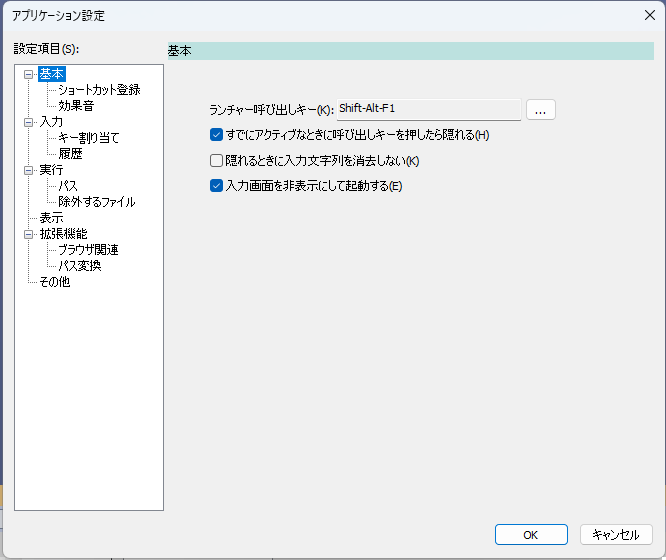 アプリケーション設定
設定項目(S):
基本
ショートカット登録
効果音
入力
キー割り当て
履歴
実行
パス
除外するファイル
表示
拡張機能
ブラウザ関連
パス変換
その他
基本
ランチャー呼び出しキー(K): Shift-Alt-F1 ...
すでにアクティブなときに呼び出しキーを押したら隠れる(H)
隠れるときに入力文字列を消去しない(K)
入力画面を非表示にして起動する(E)
OK キャンセル